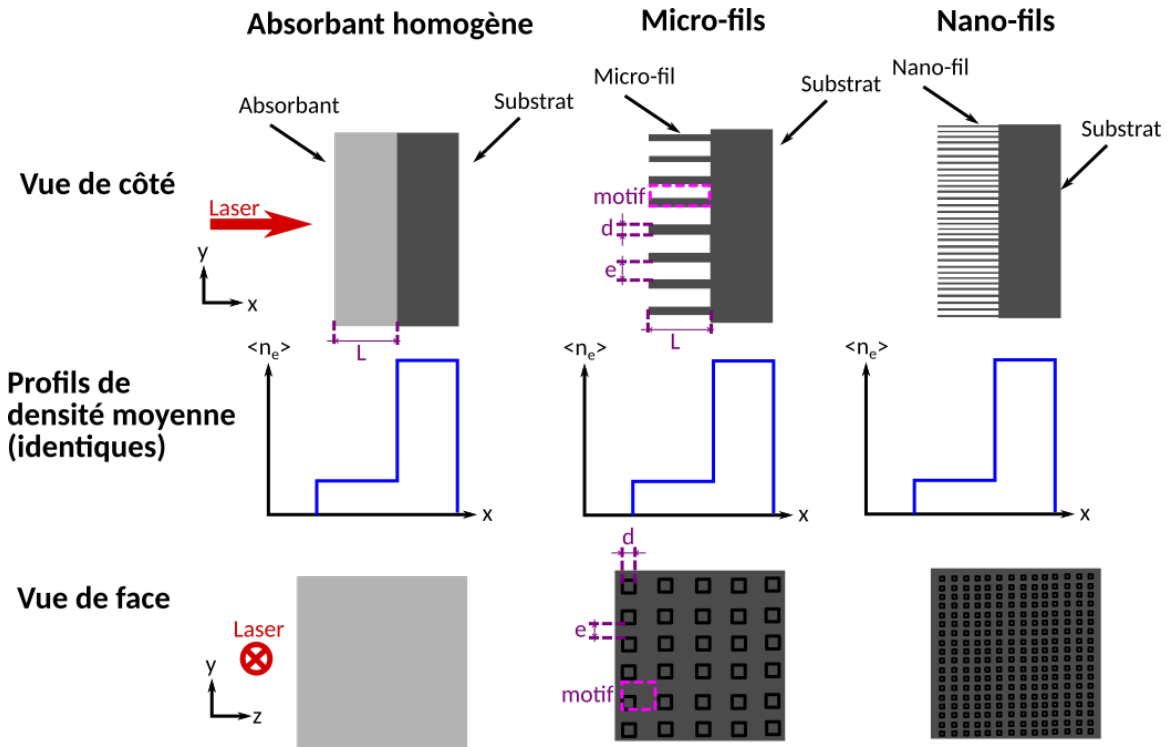 Absorbant homogène
Micro-fils
Nano-fils
Absorbant
Substrat
Micro-fil
Substrat
Nano-fil
Substrat
Vue de côté
Laser
y
x
L
motif
d
e
L
Profils de
densité moyenne
(identiques)
<nₑ>
x
<nₑ>
x
<nₑ>
x
Vue de face
Laser
y
z
d
e
motif